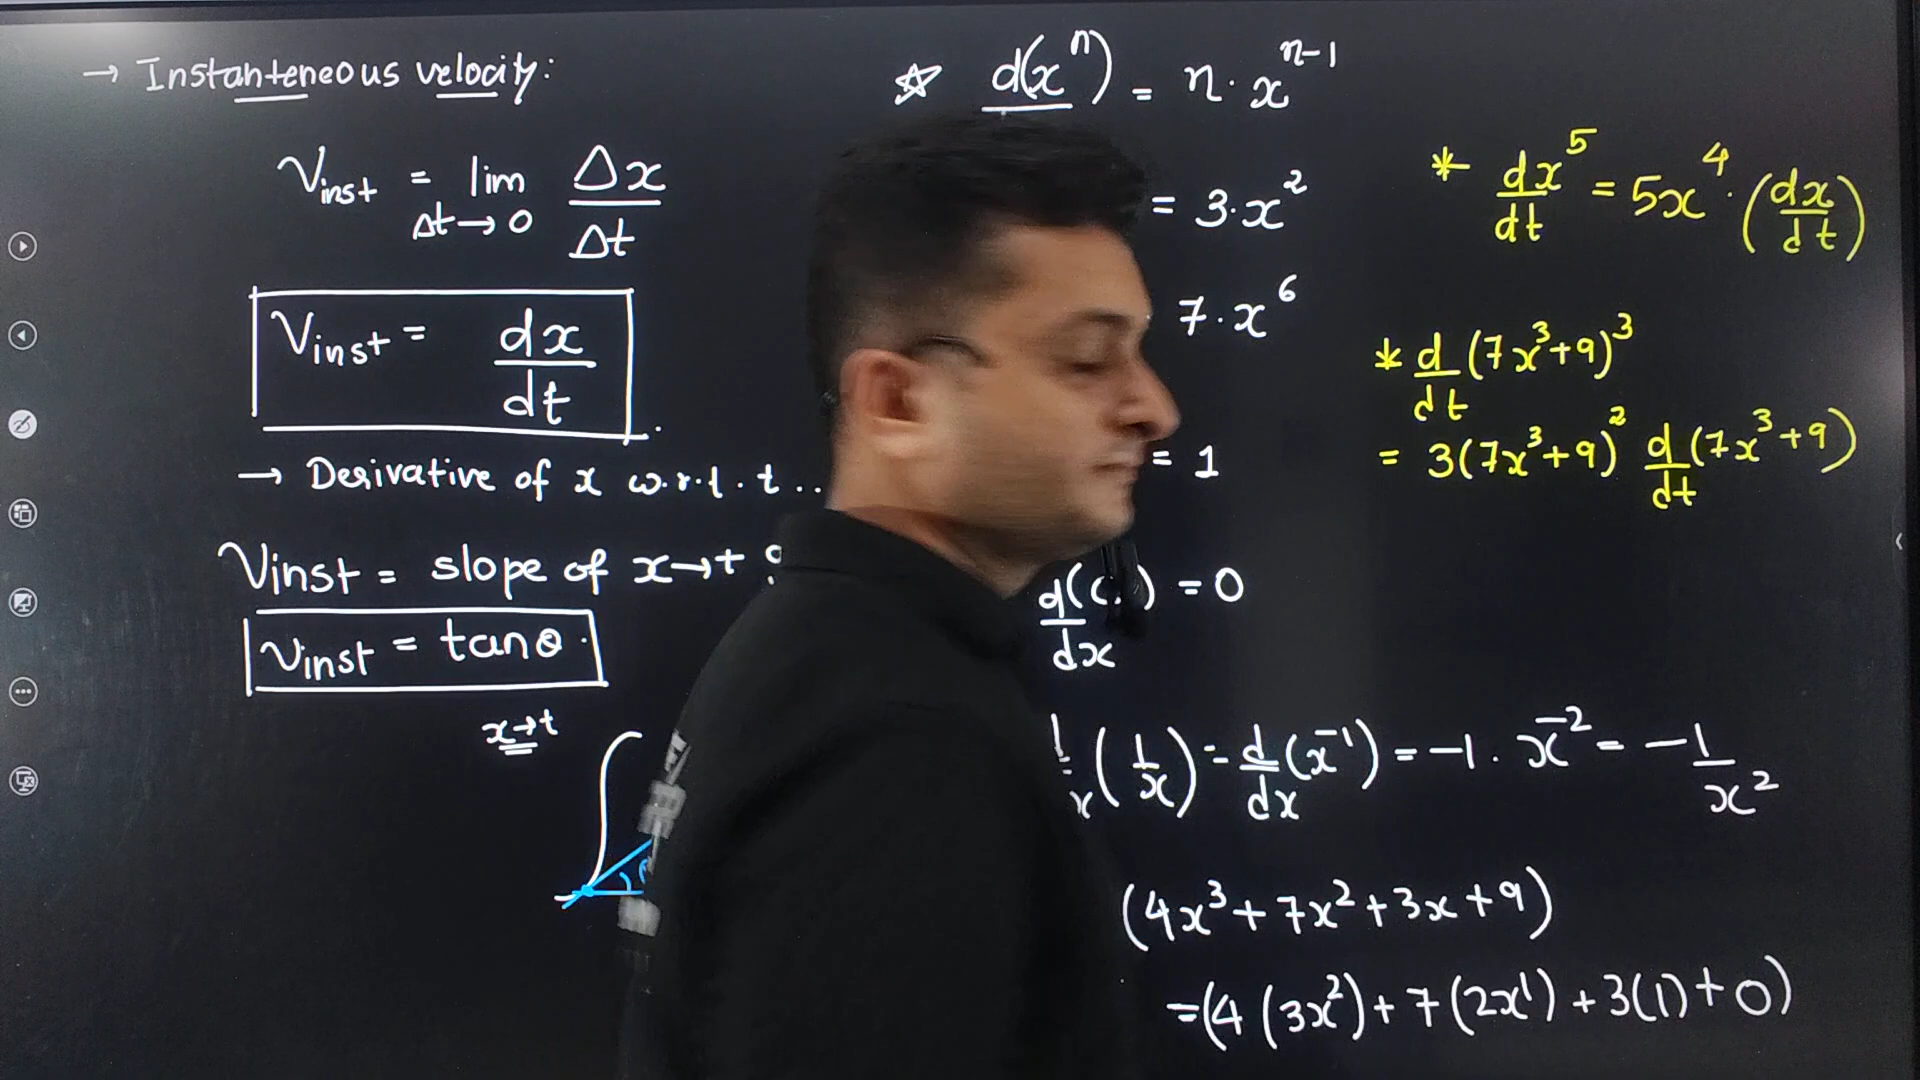 → Instanteneous velocity:
Vinst = lim Δx
Δt→0 Δt
Vinst = dx
dt
→ Derivative of x w.r.t. t..
Vinst = slope of x→t
Vinst = tanθ.
x→t
☆ d(xⁿ) = n·xⁿ⁻¹
= 3·x²
7·x⁶
= 1
d(c.) = 0
dx
(1/x) = d/dx (x⁻¹) = -1 · x⁻² = -1/x²
(4x³+7x²+3x+9)
=(4(3x²)+7(2x¹)+3(1)+0)
* dx⁵/dt = 5x⁴·(dx/dt)
* d/dt (7x³+9)³
= 3(7x³+9)² d/dt (7x³+9)